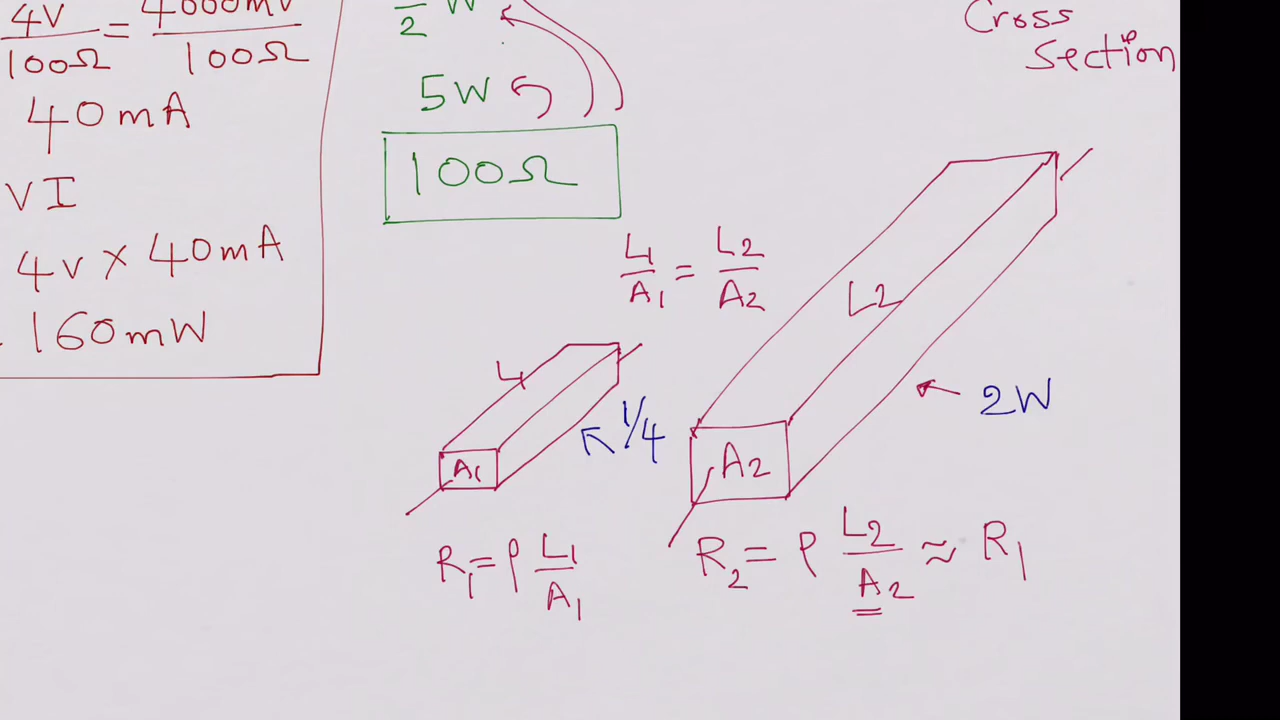 4V/100Ω = 4000mV/100Ω
40mA
VI
4V × 40mA
160mW
2 W
5W
100Ω
Cross
Section
L1/A1 = L2/A2
L1
A1
1/4
L2
A2
2W
R1 = ρ L1/A1
R2 = ρ L2/A2 ≈ R1